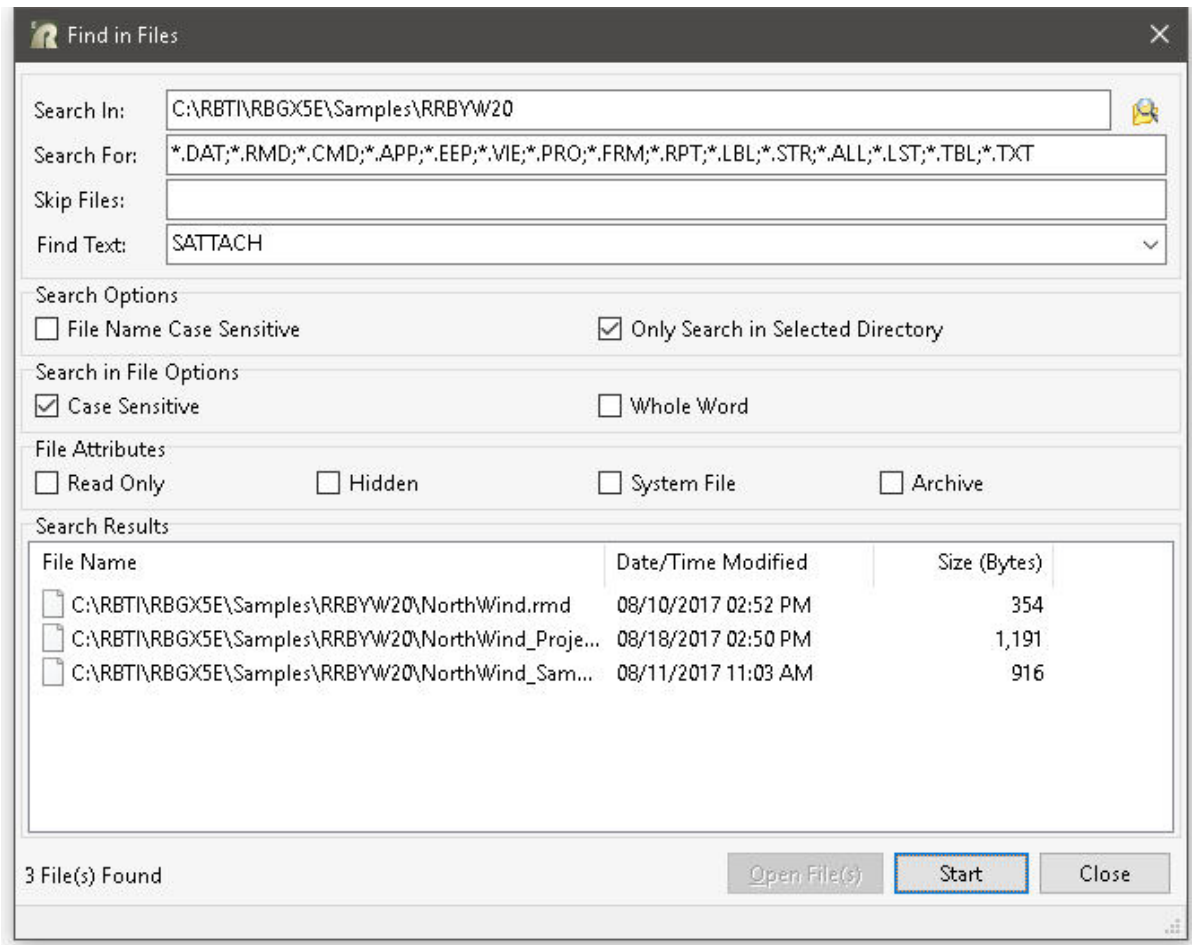 Find in Files
Search In: C:\RBTI\RBGX5E\Samples\RRBYW20
Search For: *.DAT;*.RMD;*.CMD;*.APP;*.EEP;*.VIE;*.PRO;*.FRM;*.RPT;*.LBL;*.STR;*.ALL;*.LST;*.TBL;*.TXT
Skip Files:
Find Text: SATTACH
Search Options
File Name Case Sensitive Only Search in Selected Directory
Search in File Options
Case Sensitive Whole Word
File Attributes
Read Only Hidden System File Archive
Search Results
File Name Date/Time Modified Size (Bytes)
C:\RBTI\RBGX5E\Samples\RRBYW20\NorthWind.rmd 08/10/2017 02:52 PM 354
C:\RBTI\RBGX5E\Samples\RRBYW20\NorthWind_Proje... 08/18/2017 02:50 PM 1,191
C:\RBTI\RBGX5E\Samples\RRBYW20\NorthWind_Sam... 08/11/2017 11:03 AM 916
3 File(s) Found Open File(s) Start Close